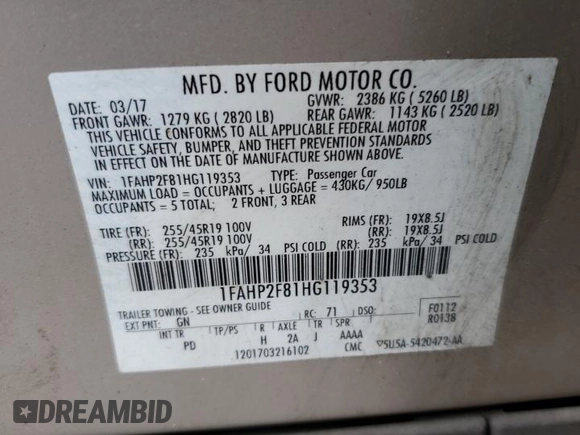 MFD. BY FORD MOTOR CO.
DATE: 03/17 GVWR: 2386 KG ( 5260 LB)
FRONT GAWR: 1279 KG ( 2820 LB) REAR GAWR: 1143 KG ( 2520 LB)
THIS VEHICLE CONFORMS TO ALL APPLICABLE FEDERAL MOTOR
VEHICLE SAFETY, BUMPER, AND THEFT PREVENTION STANDARDS
IN EFFECT ON THE DATE OF MANUFACTURE SHOWN ABOVE.
VIN: 1FAHP2F81HG119353 TYPE: Passenger Car
MAXIMUM LOAD = OCCUPANTS + LUGGAGE = 430KG/ 950LB
OCCUPANTS = 5 TOTAL; 2 FRONT, 3 REAR
TIRE (FR): 255/45R19 100V RIMS (FR): 19X8.5J
(RR): 255/45R19 100V (RR): 19X8.5J
PRESSURE (FR): 235 kPa/ 34 PSI COLD (RR): 235 kPa/ 34 PSI COLD
1FAHP2F81HG119353
TRAILER TOWING - SEE OWNER GUIDE
EXT PNT: GN RC: 71 DSO: F0112
R0138
INT TR TP/PS R AXLE TR SPR
PD H 2A J AAAA
1201703216102 CMC 5U5A-5420472-AA
DREAMBID